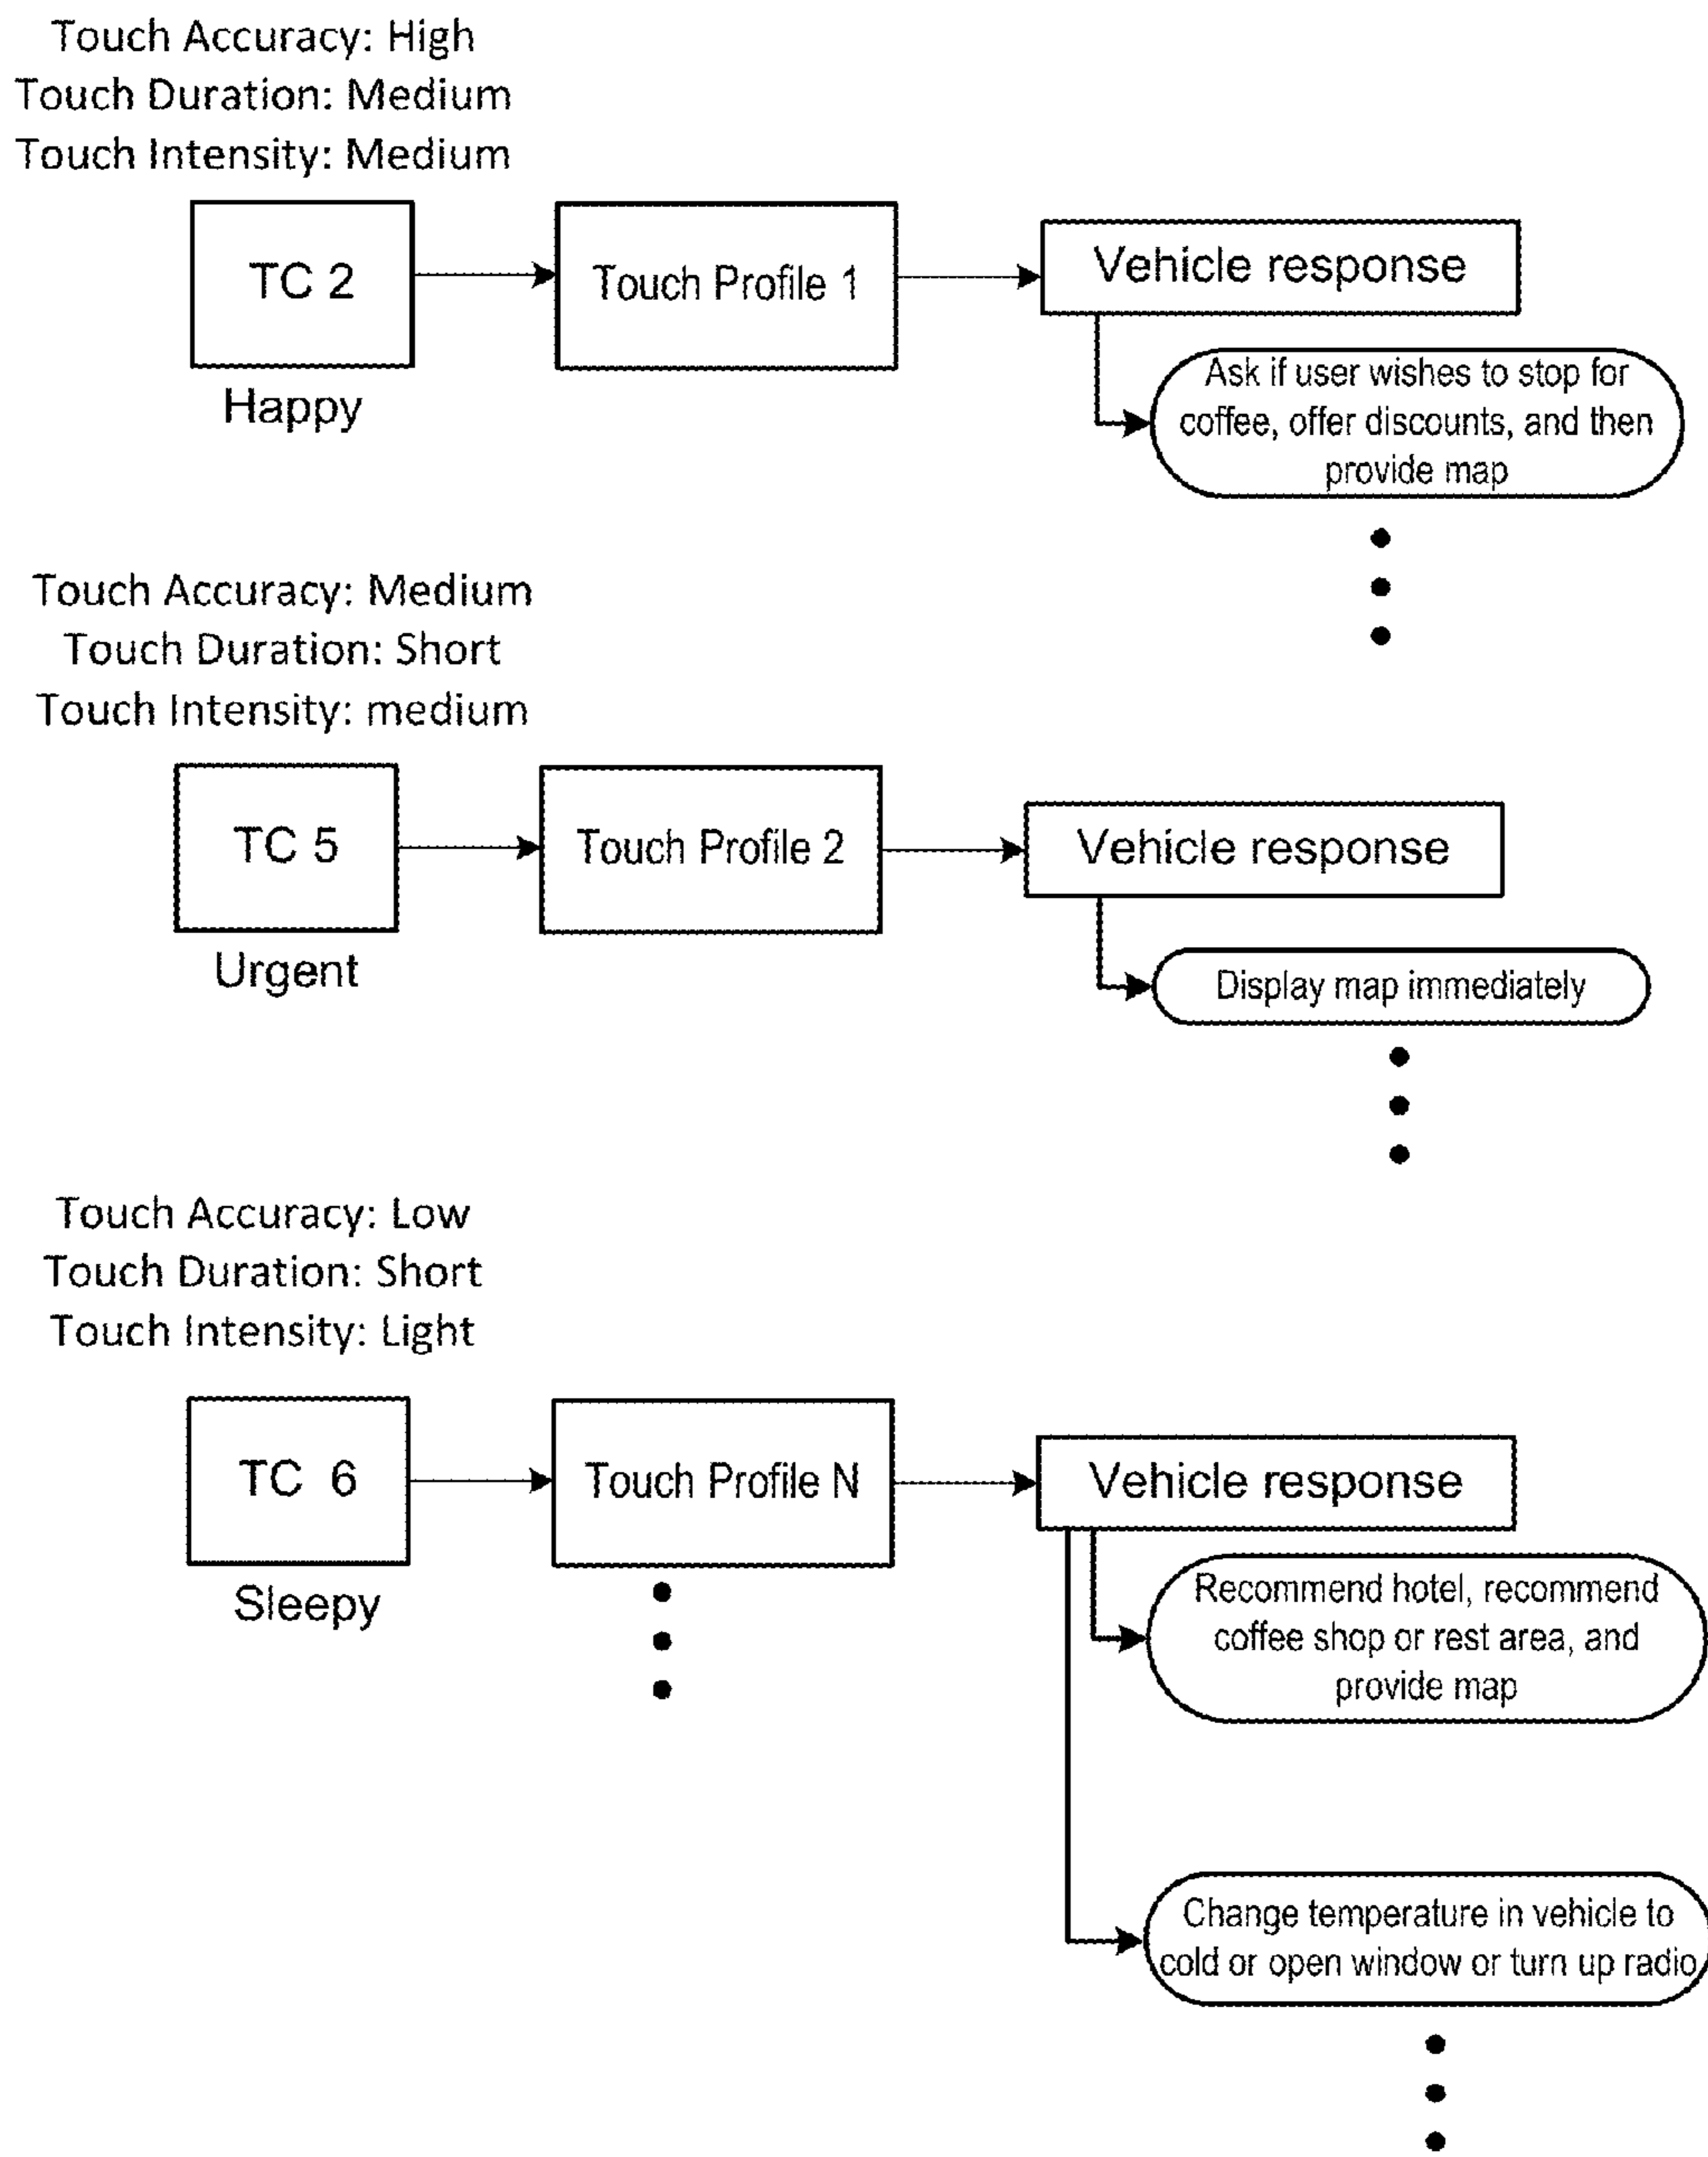 Touch Accuracy: High
Touch Duration: Medium
Touch Intensity: Medium
TC 2
Touch Profile 1
Vehicle response
Happy
Ask if user wishes to stop for
coffee, offer discounts, and then
provide map
Touch Accuracy: Medium
Touch Duration: Short
Touch Intensity: medium
TC 5
Touch Profile 2
Vehicle response
Urgent
Display map immediately
Touch Accuracy: Low
Touch Duration: Short
Touch Intensity: Light
TC 6
Touch Profile N
Vehicle response
Sleepy
Recommend hotel, recommend
coffee shop or rest area, and
provide map
Change temperature in vehicle to
cold or open window or turn up radio